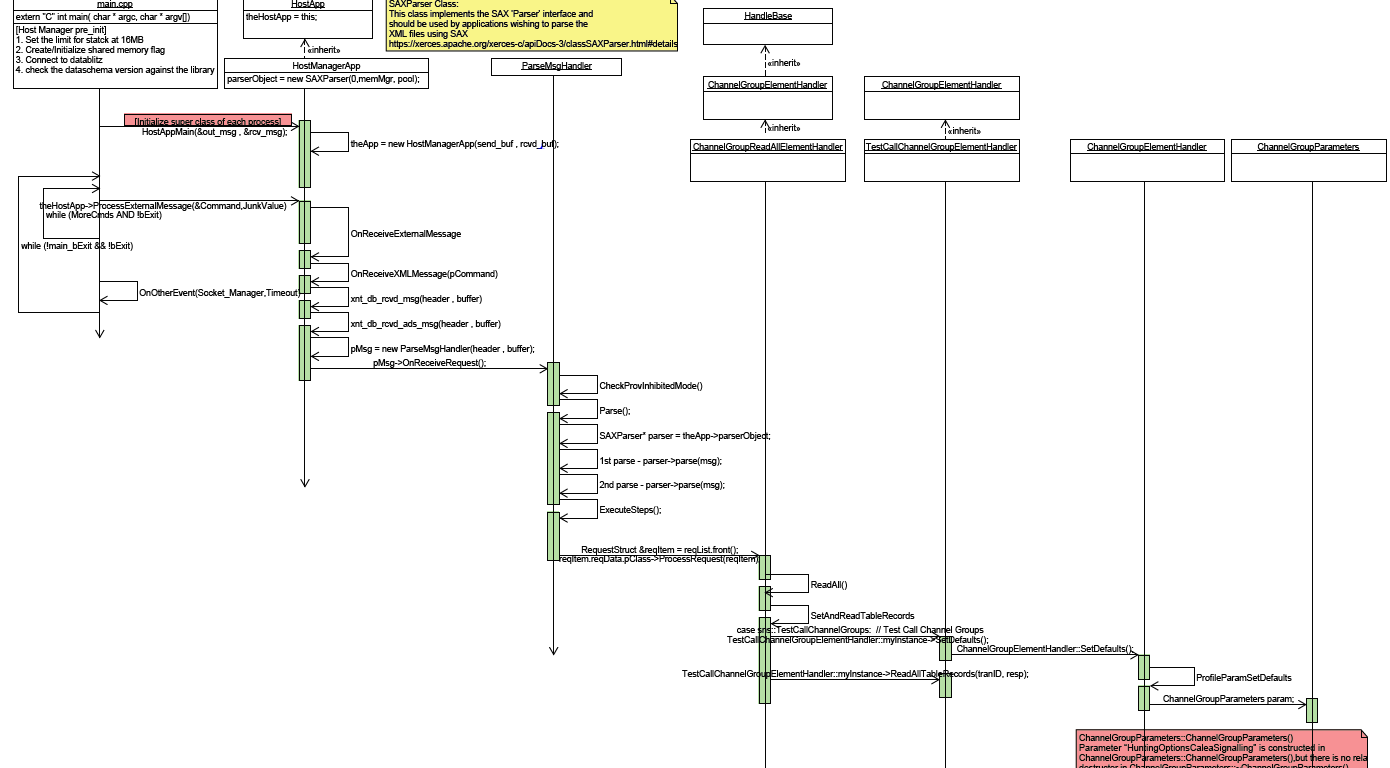 main.cpp
extern "C" int main( char * argc, char * argv[])
[Host Manager pre_init]
1. Set the limit for statck at 16MB
2. Create/Initialize shared memory flag
3. Connect to datablitz
4. check the dataschema version against the library
HostApp
theHostApp = this;
«inherit»
HostManagerApp
parserObject = new SAXParser(0,memMgr, pool);
SAXParser Class:
This class implements the SAX 'Parser' interface and
should be used by applications wishing to parse the
XML files using SAX
https://xerces.apache.org/xerces-c/apiDocs-3/classSAXParser.html#details
ParseMsgHandler
HandleBase
«inherit»
ChannelGroupElementHandler
«inherit»
ChannelGroupReadAllElementHandler
ChannelGroupElementHandler
«inherit»
TestCallChannelGroupElementHandler
ChannelGroupElementHandler
ChannelGroupParameters
[Initialize super class of each process]
HostAppMain(&out_msg , &rcv_msg);
theApp = new HostManagerApp(send_buf , rcvd_buf);
theHostApp->ProcessExternalMessage(&Command,JunkValue)
while (MoreCmds AND !bExit)
OnReceiveExternalMessage
while (!main_bExit && !bExit)
OnReceiveXMLMessage(pCommand)
OnOtherEvent(Socket_Manager,Timeout)
xnt_db_rcvd_msg(header , buffer)
xnt_db_rcvd_ads_msg(header , buffer)
pMsg = new ParseMsgHandler(header , buffer);
pMsg->OnReceiveRequest();
CheckProvInhibitedMode()
Parse();
SAXParser* parser = theApp->parserObject;
1st parse - parser->parse(msg);
2nd parse - parser->parse(msg);
ExecuteSteps();
RequestStruct &reqItem = reqList.front();
reqItem.reqData.pClass->ProcessRequest(reqItem)
ReadAll()
SetAndReadTableRecords
case sns::TestCallChannelGroups: // Test Call Channel Groups
TestCallChannelGroupElementHandler::myInstance->SetDefaults();
ChannelGroupElementHandler::SetDefaults();
TestCallChannelGroupElementHandler::myInstance->ReadAllTableRecords(tranID, resp);
ProfileParamSetDefaults
ChannelGroupParameters param;
ChannelGroupParameters::ChannelGroupParameters()
Parameter "HuntingOptionsCaleaSignalling" is constructed in
ChannelGroupParameters::ChannelGroupParameters(),but there is no rela
destructor in ChannelGroupParameters::~ChannelGroupParameters()